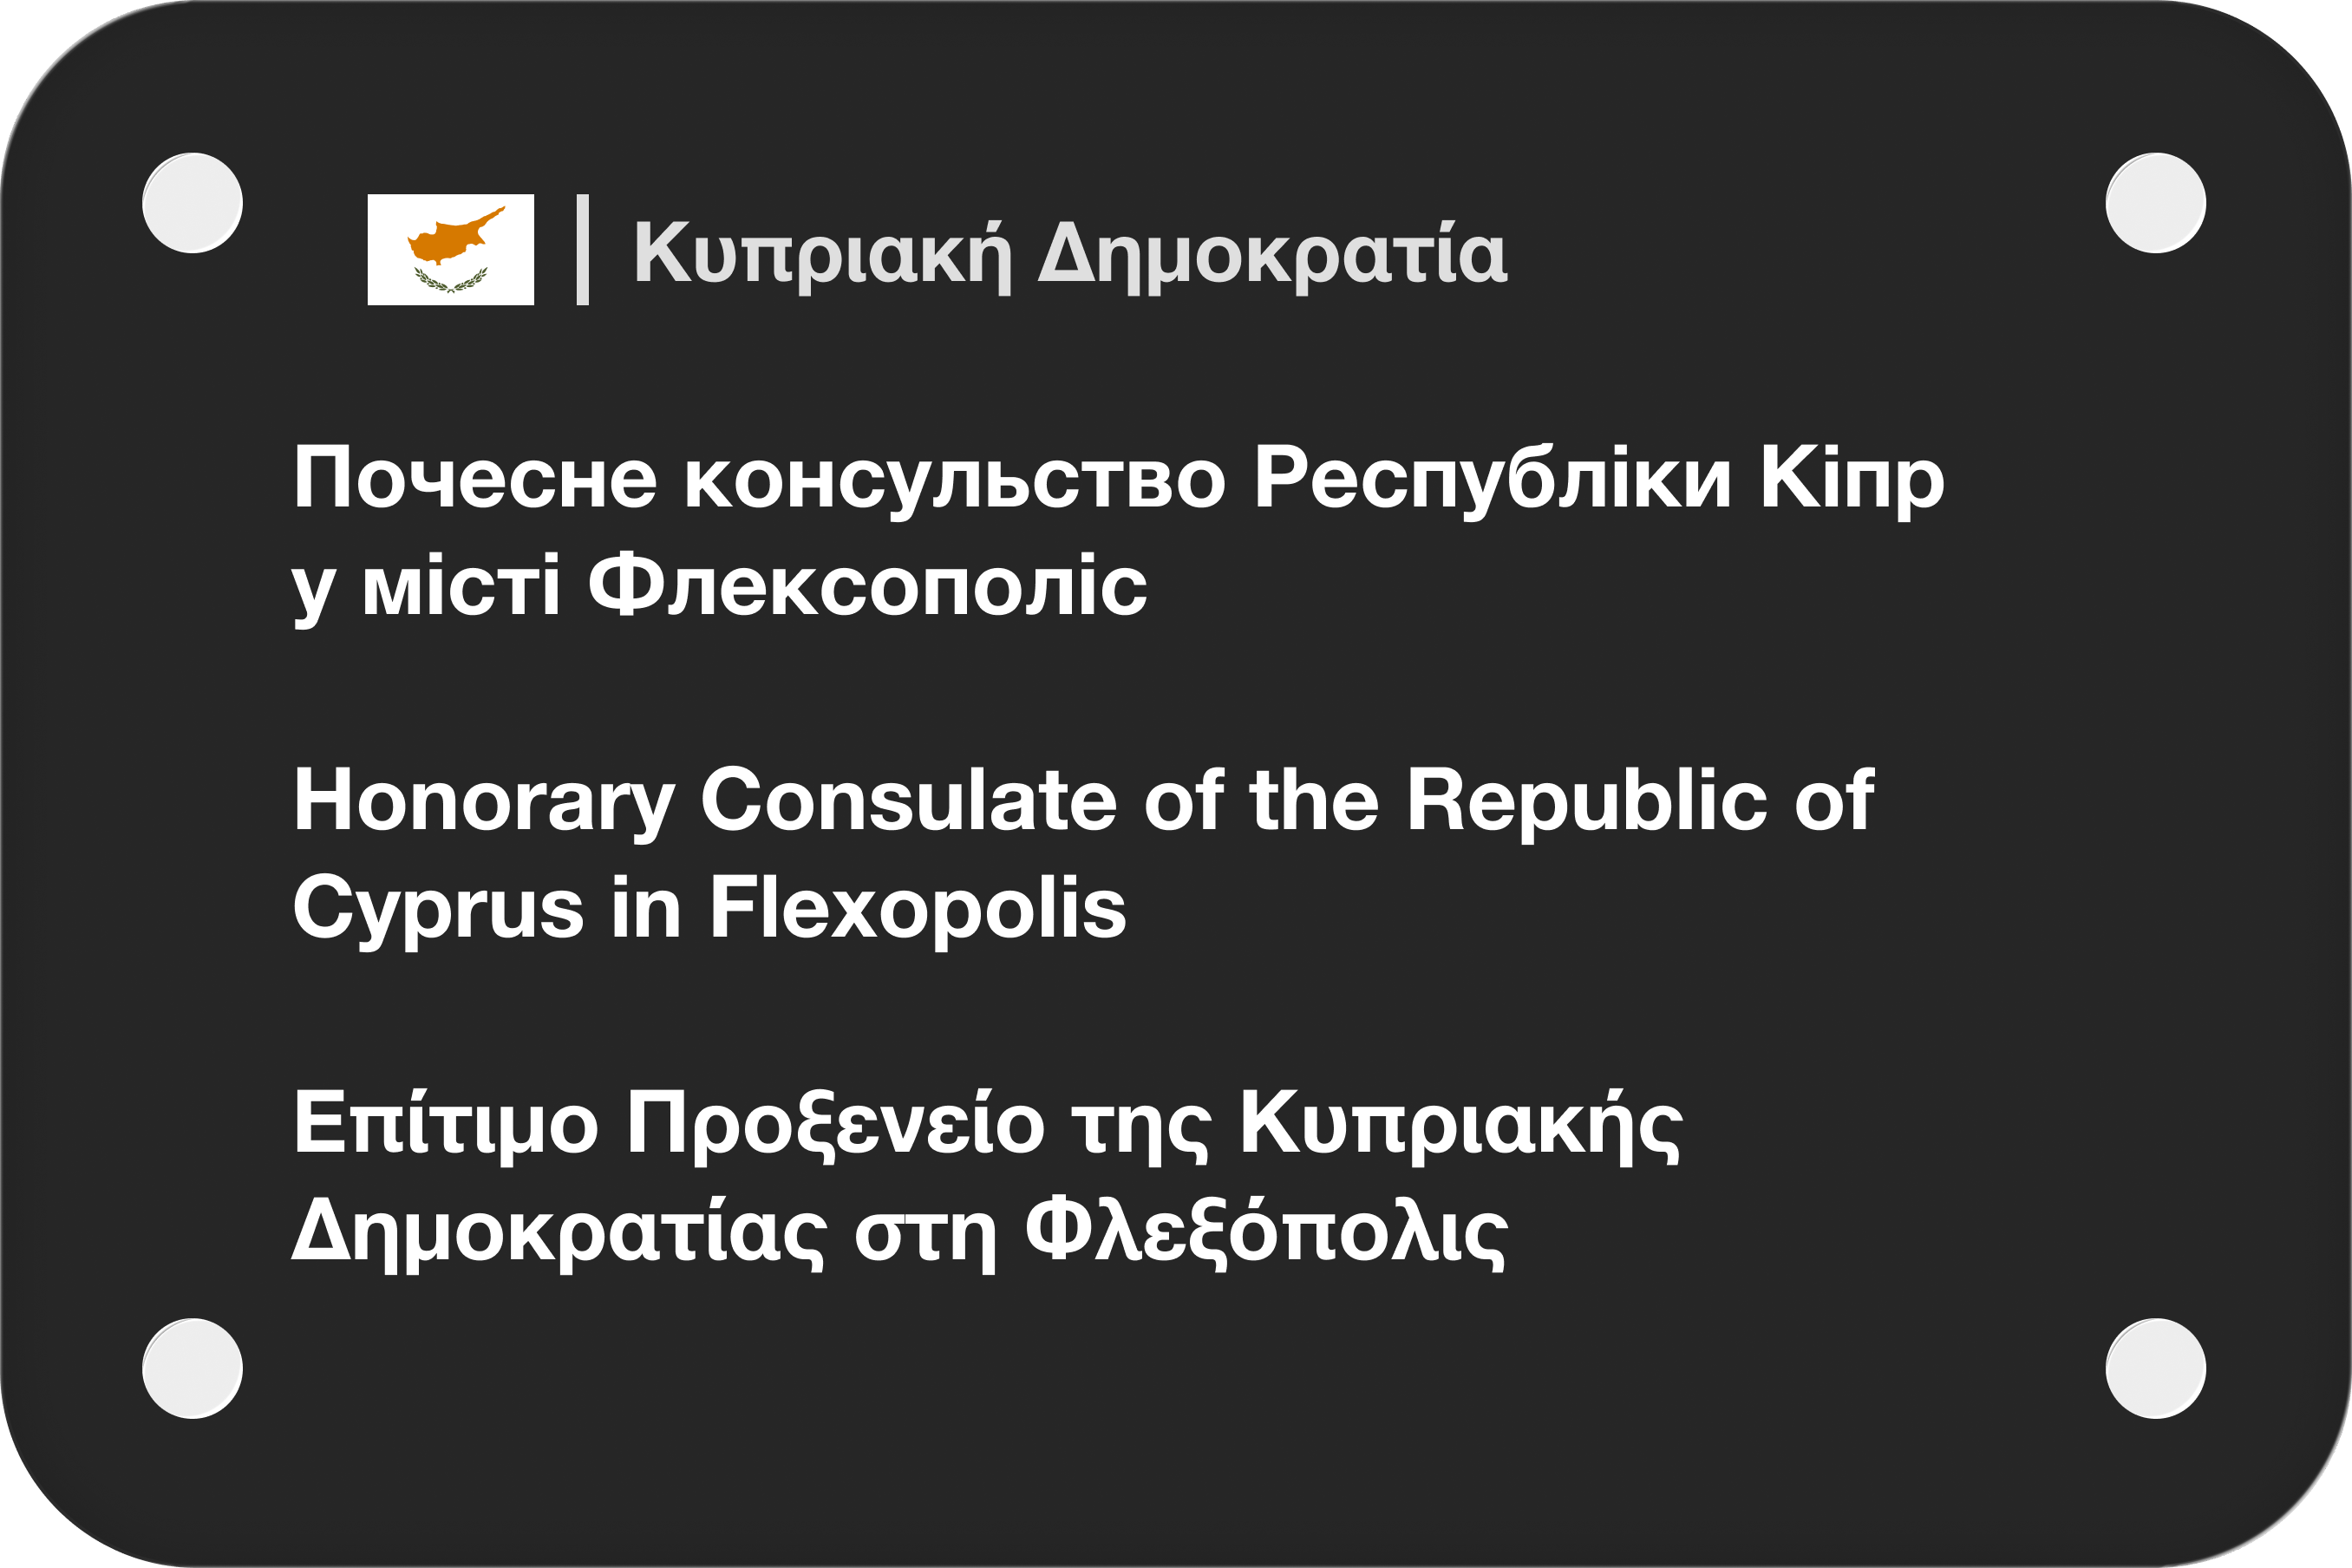 Κυπριακή Δημοκρατία
Почесне консульство Республіки Кіпр
у місті Флексополіс
Honorary Consulate of the Republic of
Cyprus in Flexopolis
Επίτιμο Προξενείο της Κυπριακής
Δημοκρατίας στη Φλεξόπολις